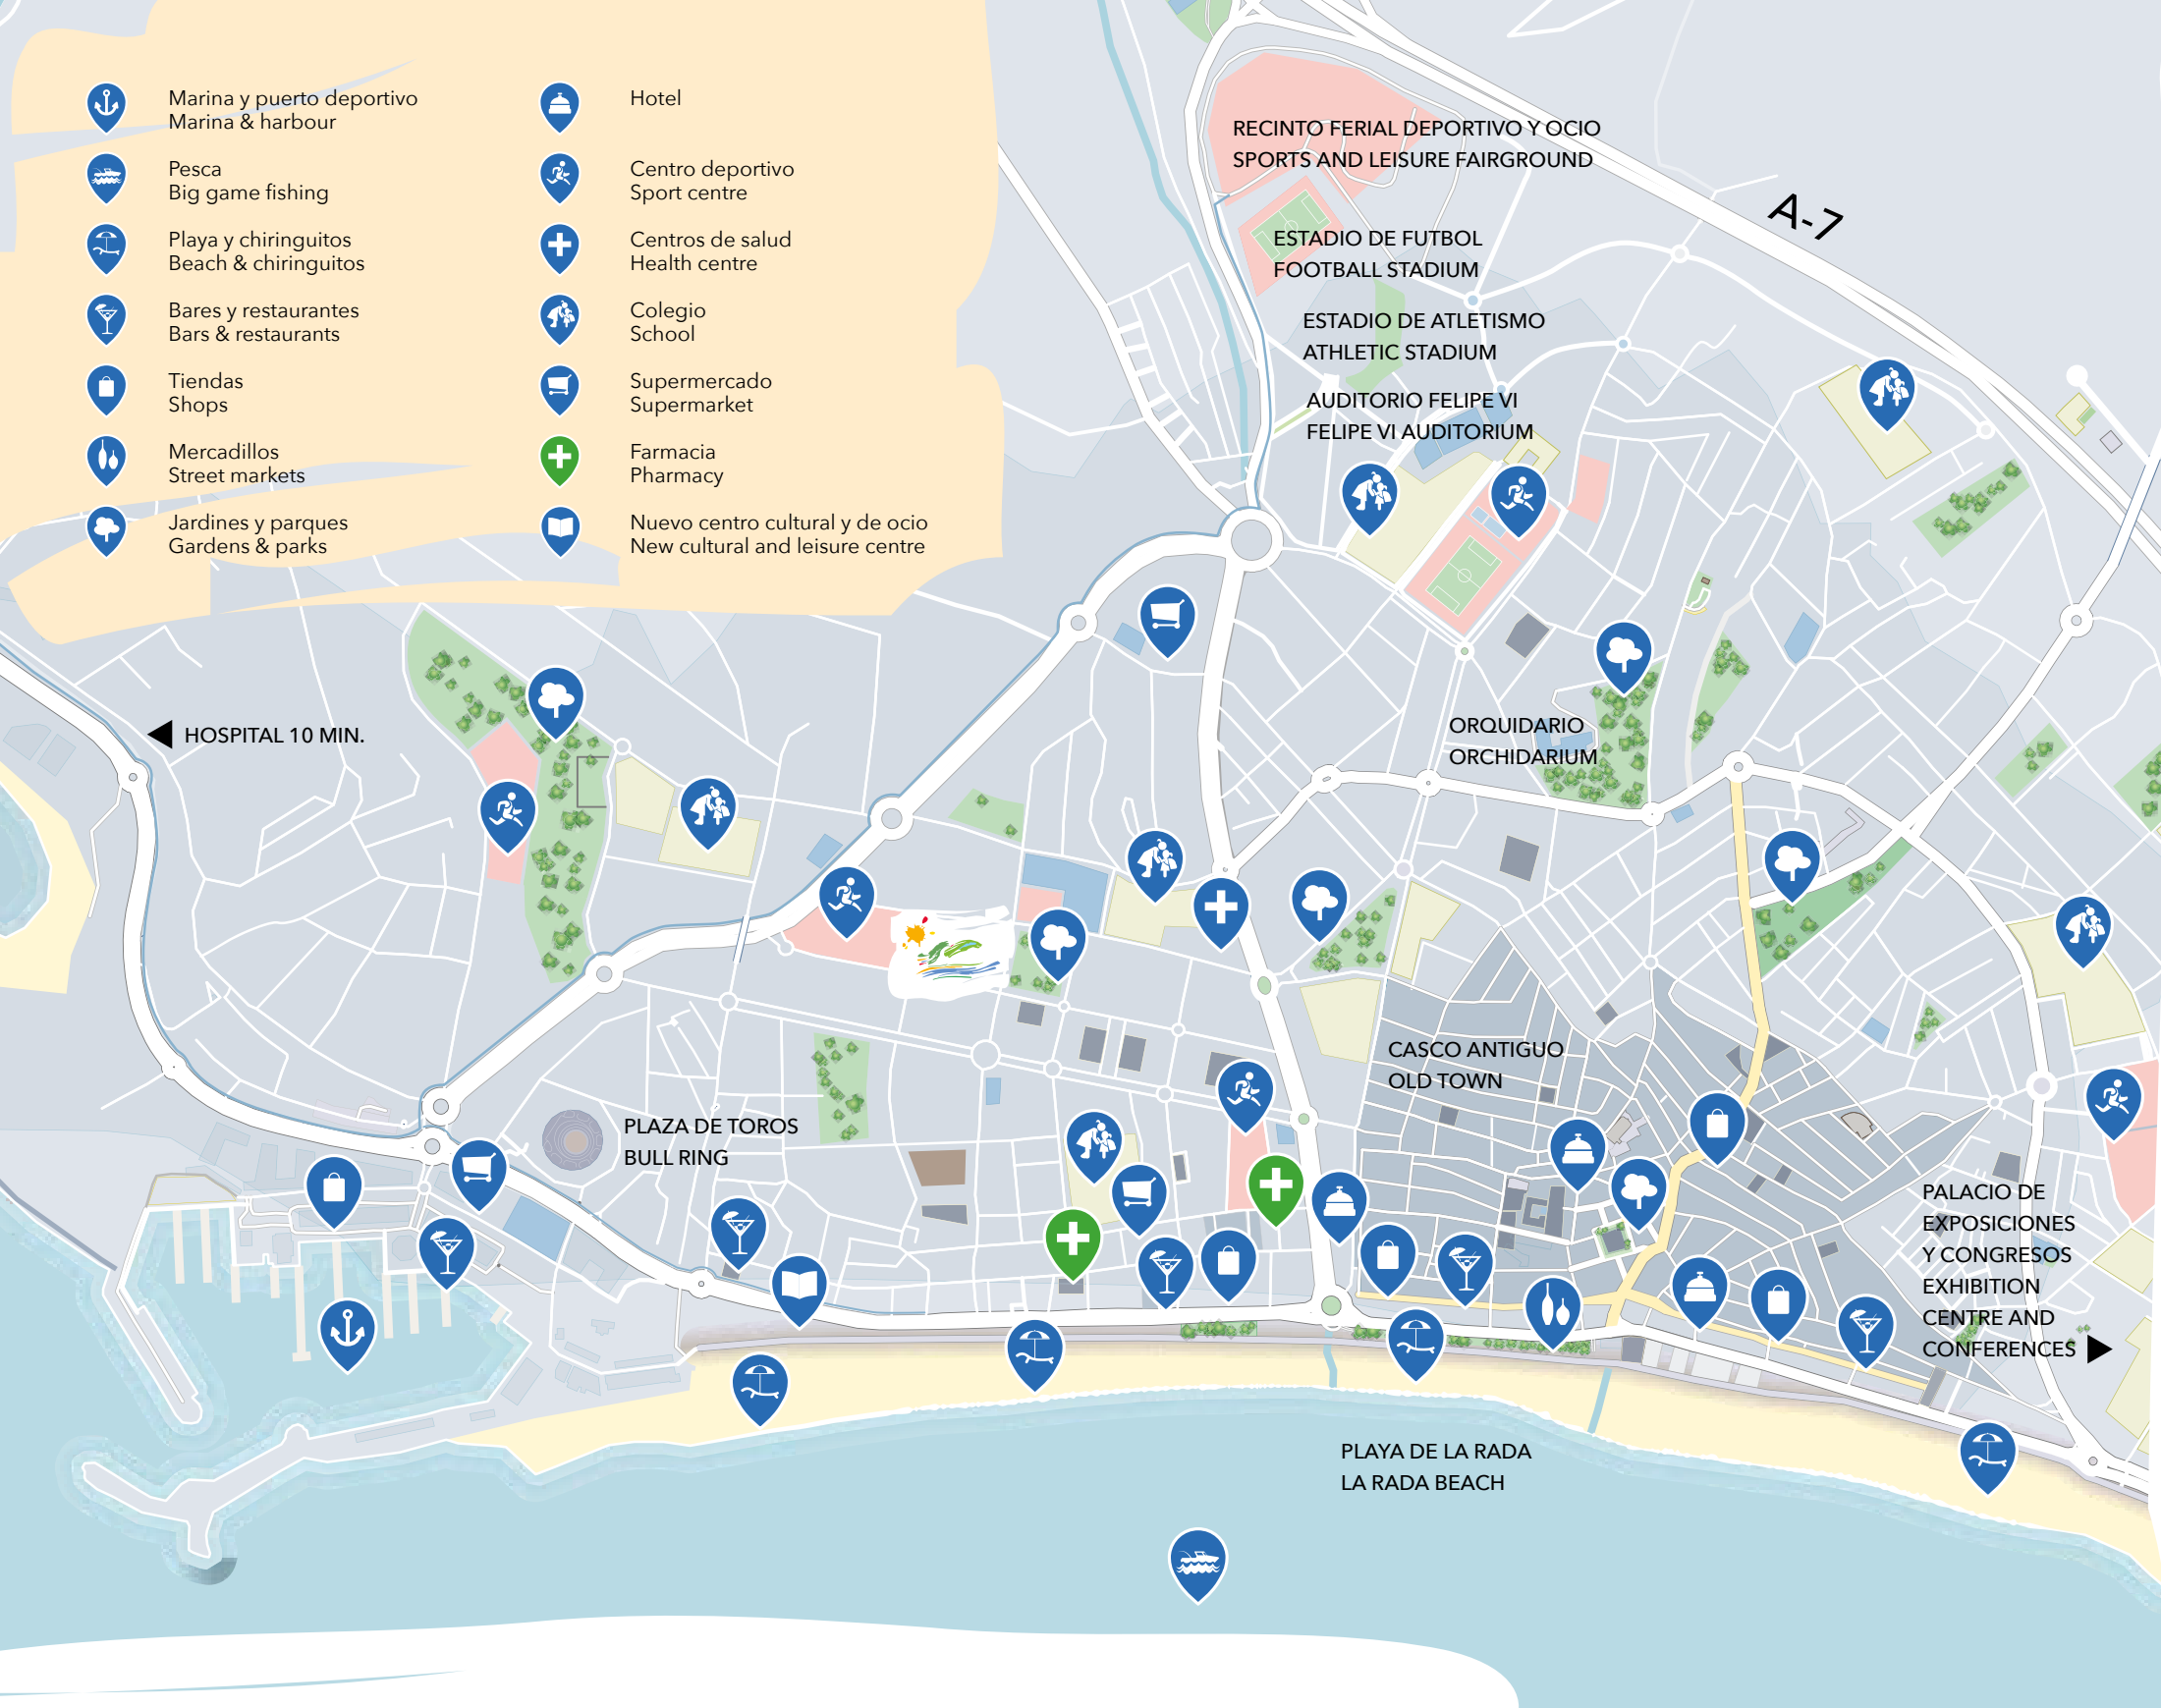 Marina y puerto deportivo
Marina & harbour
Pesca
Big game fishing
Playa y chiringuitos
Beach & chiringuitos
Bares y restaurantes
Bars & restaurants
Tiendas
Shops
Mercadillos
Street markets
Jardines y parques
Gardens & parks
Hotel
Centro deportivo
Sport centre
Centros de salud
Health centre
Colegio
School
Supermercado
Supermarket
Farmacia
Pharmacy
Nuevo centro cultural y de ocio
New cultural and leisure centre
RECINTO FERIAL DEPORTIVO Y OCIO
SPORTS AND LEISURE FAIRGROUND
A-7
ESTADIO DE FUTBOL
FOOTBALL STADIUM
ESTADIO DE ATLETISMO
ATHLETIC STADIUM
AUDITORIO FELIPE VI
FELIPE VI AUDITORIUM
HOSPITAL 10 MIN.
ORQUIDARIO
ORCHIDARIUM
CASCO ANTIGUO
OLD TOWN
PLAZA DE TOROS
BULL RING
PALACIO DE
EXPOSICIONES
Y CONGRESOS
EXHIBITION
CENTRE AND
CONFERENCES
PLAYA DE LA RADA
LA RADA BEACH